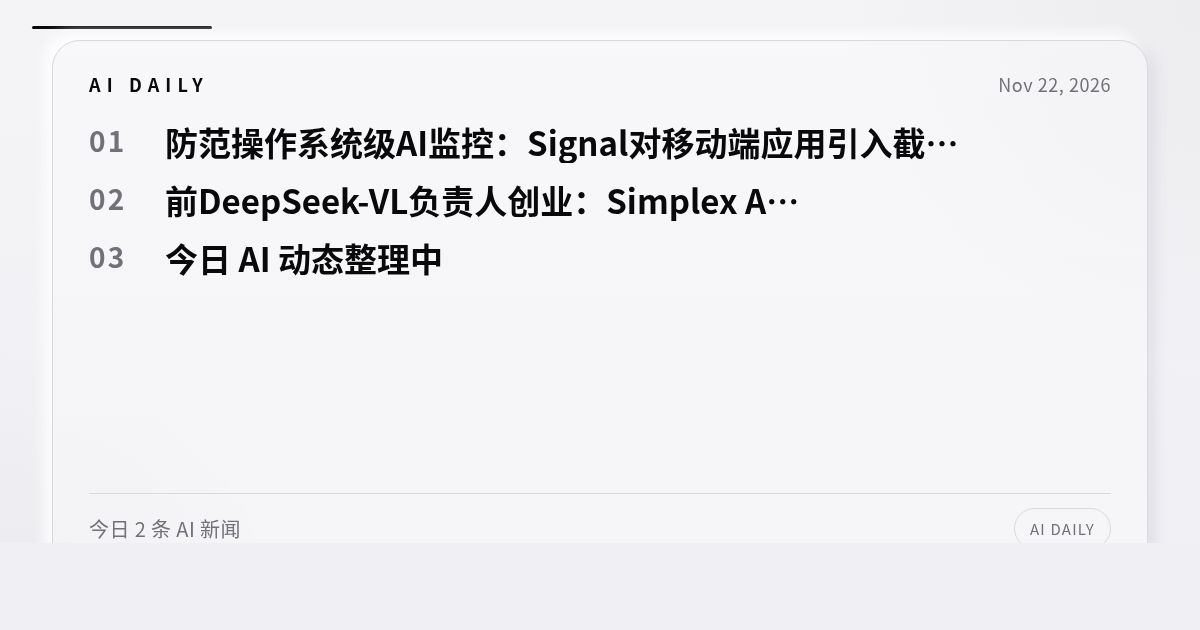 AI DAILY
Nov 22, 2026
01 防范操作系统级AI监控：Signal对移动端应用引入截…
02 前DeepSeek-VL负责人创业：Simplex A…
03 今日 AI 动态整理中
今日 2 条 AI 新闻
AI DAILY